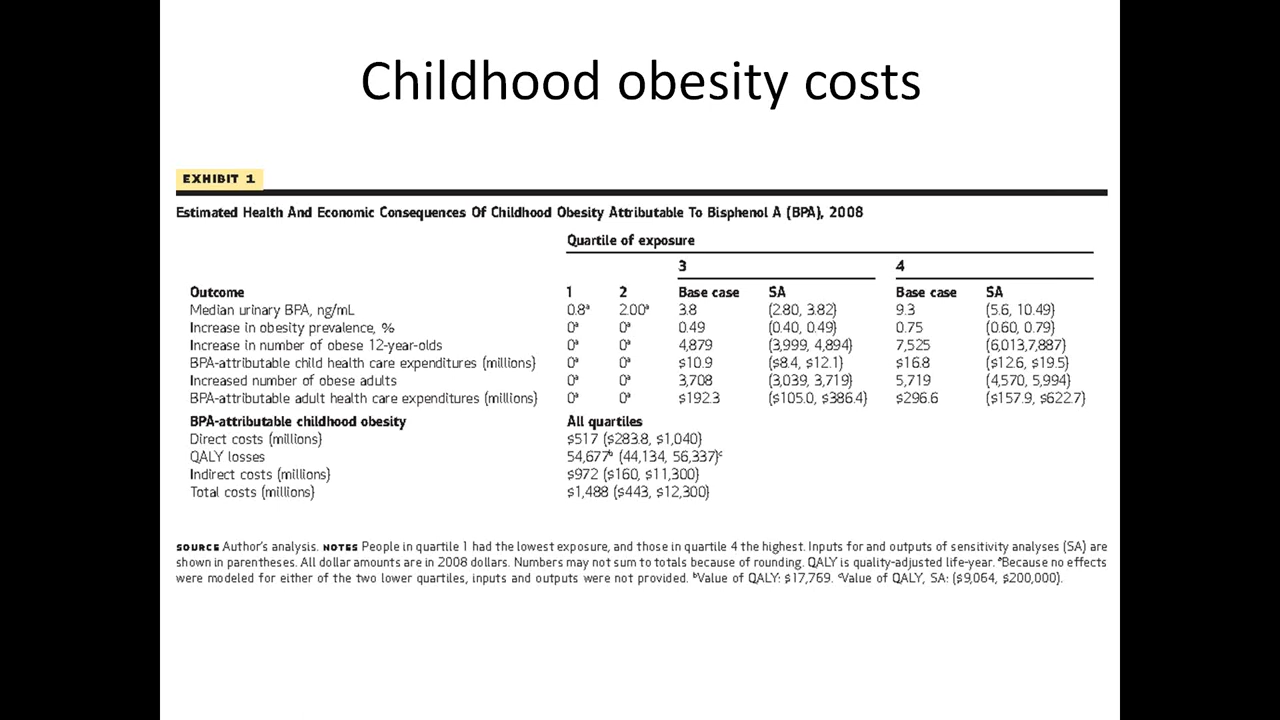 Childhood obesity costs
EXHIBIT 1
Estimated Health And Economic Consequences Of Childhood Obesity Attributable To Bisphenol A (BPA), 2008
Quartile of exposure
3 4
Outcome 1 2 Base case SA Base case SA
Median urinary BPA, ng/mL 0.8ᵃ 2.00ᵃ 3.8 (2.80, 3.82) 9.3 (5.6, 10.49)
Increase in obesity prevalence, % 0ᵃ 0ᵃ 0.49 (0.40, 0.49) 0.75 (0.60, 0.79)
Increase in number of obese 12-year-olds 0ᵃ 0ᵃ 4,879 (3,999, 4,894) 7,525 (6,013,7,887)
BPA-attributable child health care expenditures (millions) 0ᵃ 0ᵃ $10.9 ($8.4, $12.1) $16.8 ($12.6, $19.5)
Increased number of obese adults 0ᵃ 0ᵃ 3,708 (3,039, 3,719) 5,719 (4,570, 5,994)
BPA-attributable adult health care expenditures (millions) 0ᵃ 0ᵃ $192.3 ($105.0, $386.4) $296.6 ($157.9, $622.7)
BPA-attributable childhood obesity All quartiles
Direct costs (millions) $517 ($283.8, $1,040)
QALY losses 54,677ᵇ (44,134, 56,337)ᶜ
Indirect costs (millions) $972 ($160, $11,300)
Total costs (millions) $1,488 ($443, $12,300)
SOURCE Author's analysis. NOTES People in quartile 1 had the lowest exposure, and those in quartile 4 the highest. Inputs for and outputs of sensitivity analyses (SA) are
shown in parentheses. All dollar amounts are in 2008 dollars. Numbers may not sum to totals because of rounding. QALY is quality-adjusted life-year. ᵃBecause no effects
were modeled for either of the two lower quartiles, inputs and outputs were not provided. ᵇValue of QALY: $17,769. ᶜValue of QALY, SA: ($9,064, $200,000).